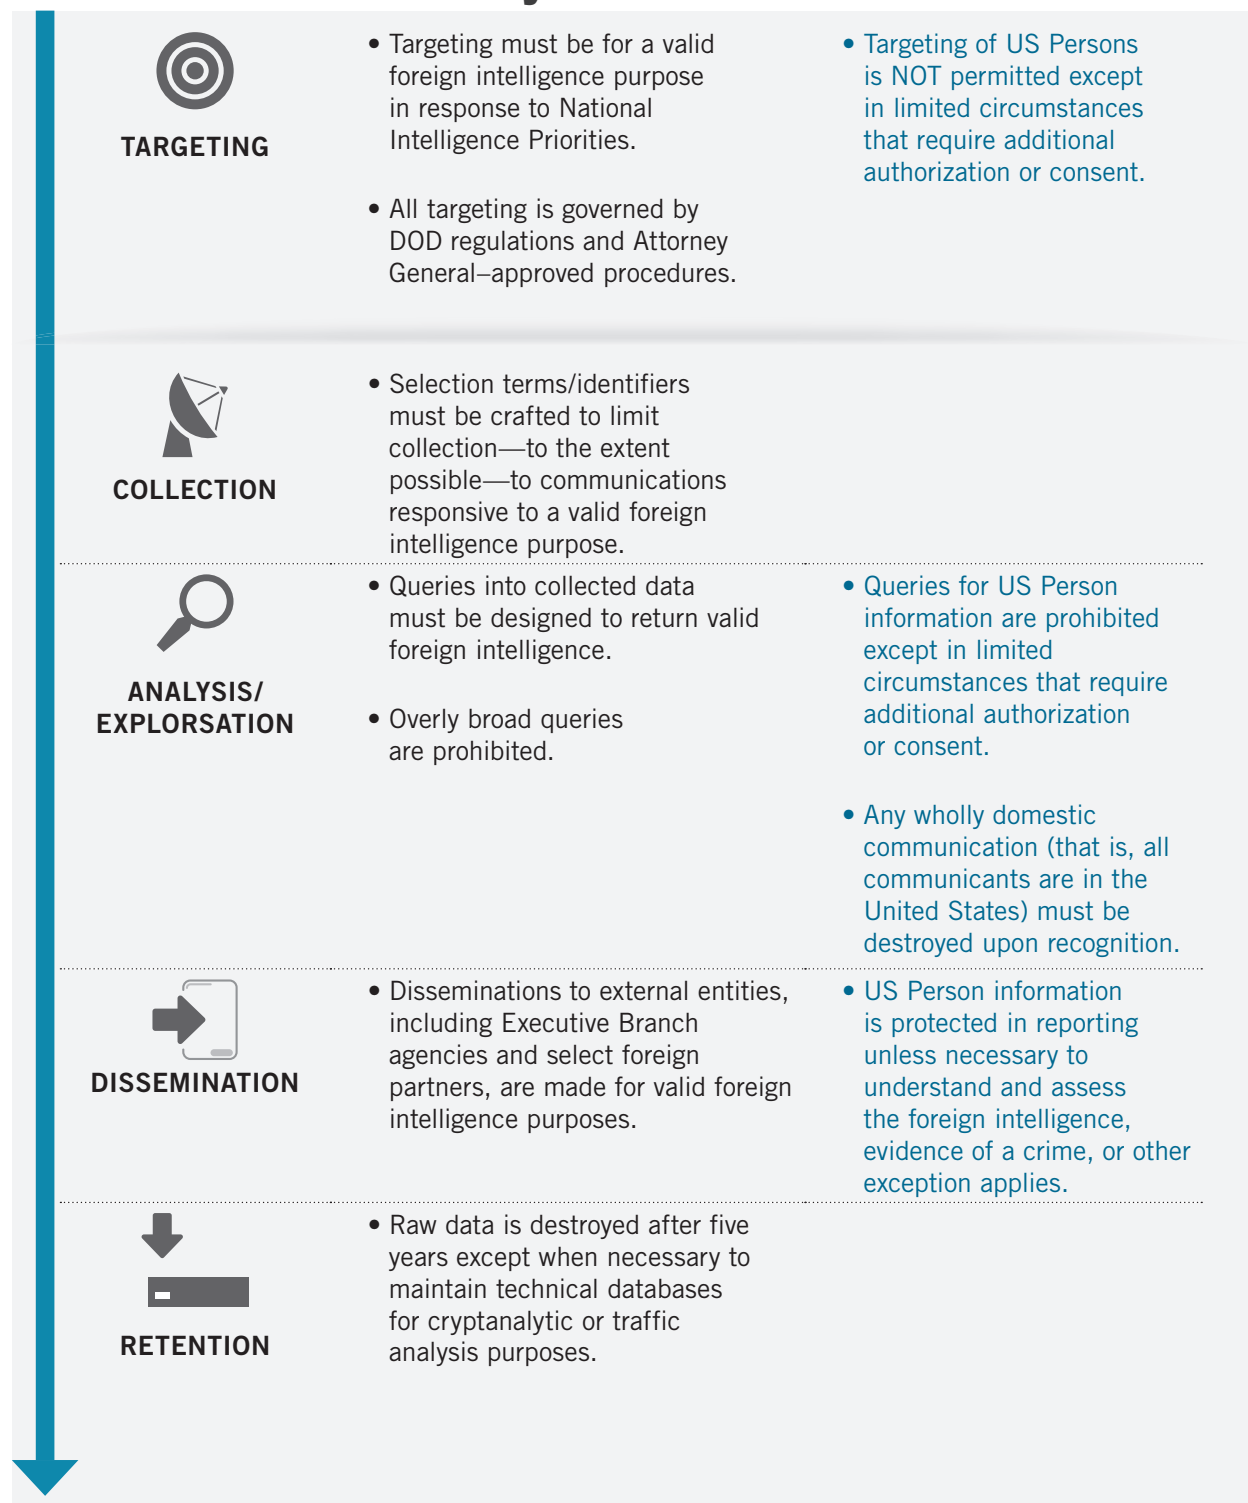 TARGETING
• Targeting must be for a valid
foreign intelligence purpose
in response to National
Intelligence Priorities.
• All targeting is governed by
DOD regulations and Attorney
General–approved procedures.
• Targeting of US Persons
is NOT permitted except
in limited circumstances
that require additional
authorization or consent.
COLLECTION
• Selection terms/identifiers
must be crafted to limit
collection—to the extent
possible—to communications
responsive to a valid foreign
intelligence purpose.
ANALYSIS/
EXPLORSATION
• Queries into collected data
must be designed to return valid
foreign intelligence.
• Overly broad queries
are prohibited.
• Queries for US Person
information are prohibited
except in limited
circumstances that require
additional authorization
or consent.
• Any wholly domestic
communication (that is, all
communicants are in the
United States) must be
destroyed upon recognition.
DISSEMINATION
• Disseminations to external entities,
including Executive Branch
agencies and select foreign
partners, are made for valid foreign
intelligence purposes.
• US Person information
is protected in reporting
unless necessary to
understand and assess
the foreign intelligence,
evidence of a crime, or other
exception applies.
RETENTION
• Raw data is destroyed after five
years except when necessary to
maintain technical databases
for cryptanalytic or traffic
analysis purposes.